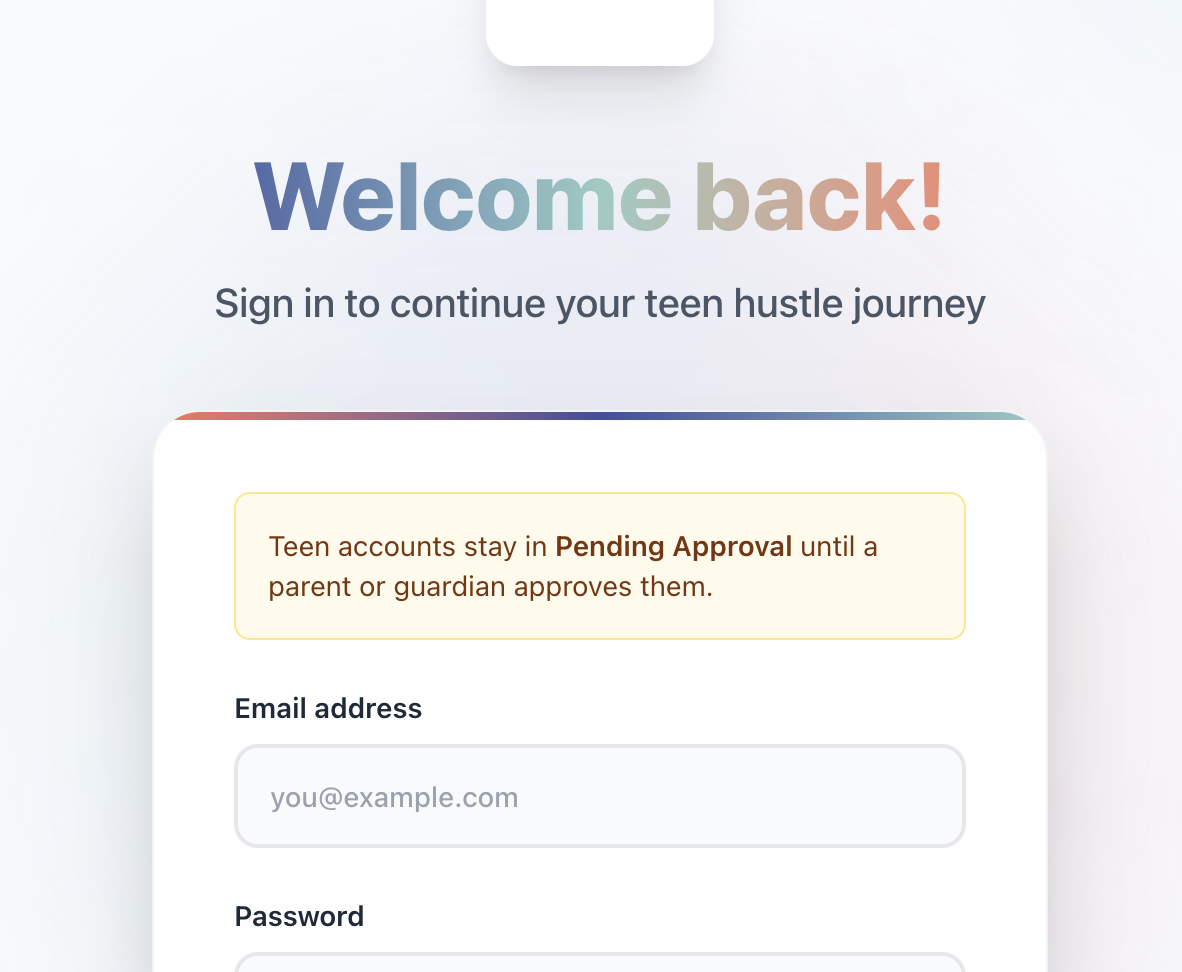 Welcome back!
Sign in to continue your teen hustle journey
Teen accounts stay in Pending Approval until a
parent or guardian approves them.
Email address
you@example.com
Password